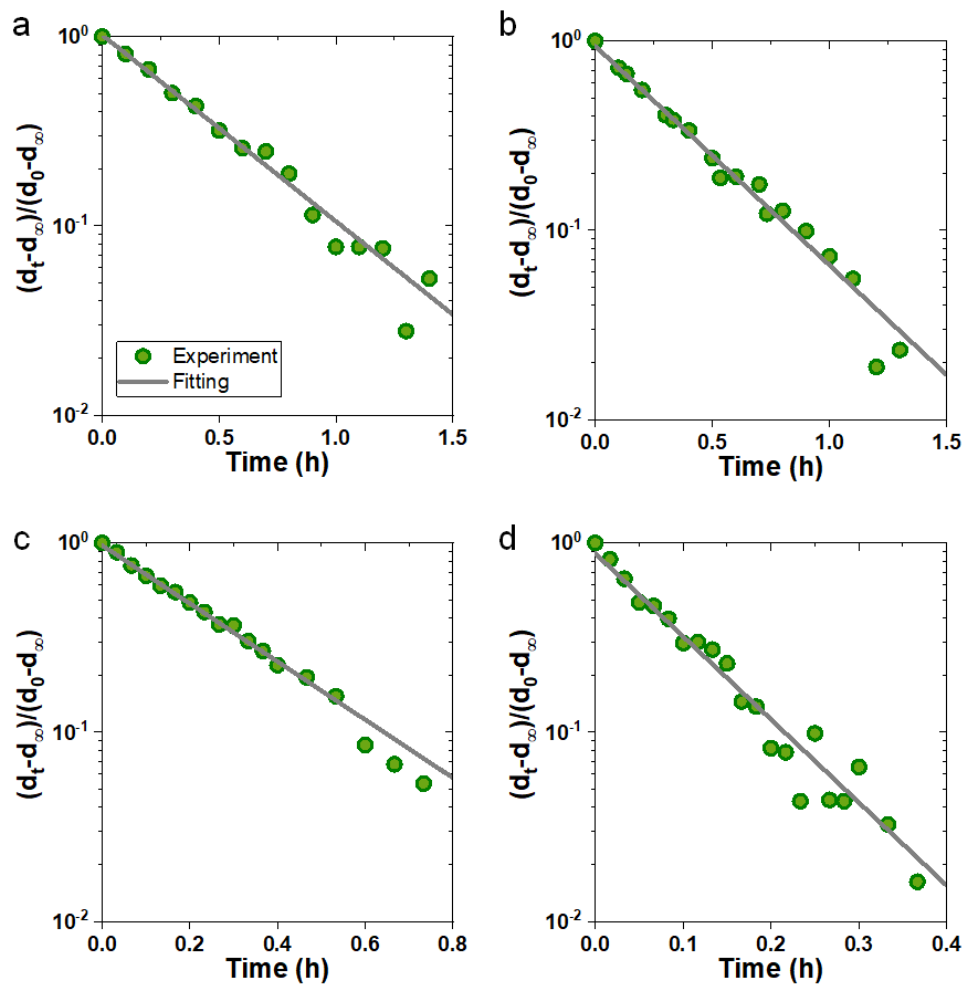 a
(d_t-d_∞)/(d_0-d_∞)
10^0
10^-1
10^-2
Experiment
Fitting
0.0 0.5 1.0 1.5
Time (h)
b
(d_t-d_∞)/(d_0-d_∞)
10^0
10^-1
10^-2
0.0 0.5 1.0 1.5
Time (h)
c
(d_t-d_∞)/(d_0-d_∞)
10^0
10^-1
10^-2
0.0 0.2 0.4 0.6 0.8
Time (h)
d
(d_t-d_∞)/(d_0-d_∞)
10^0
10^-1
10^-2
0.0 0.1 0.2 0.3 0.4
Time (h)